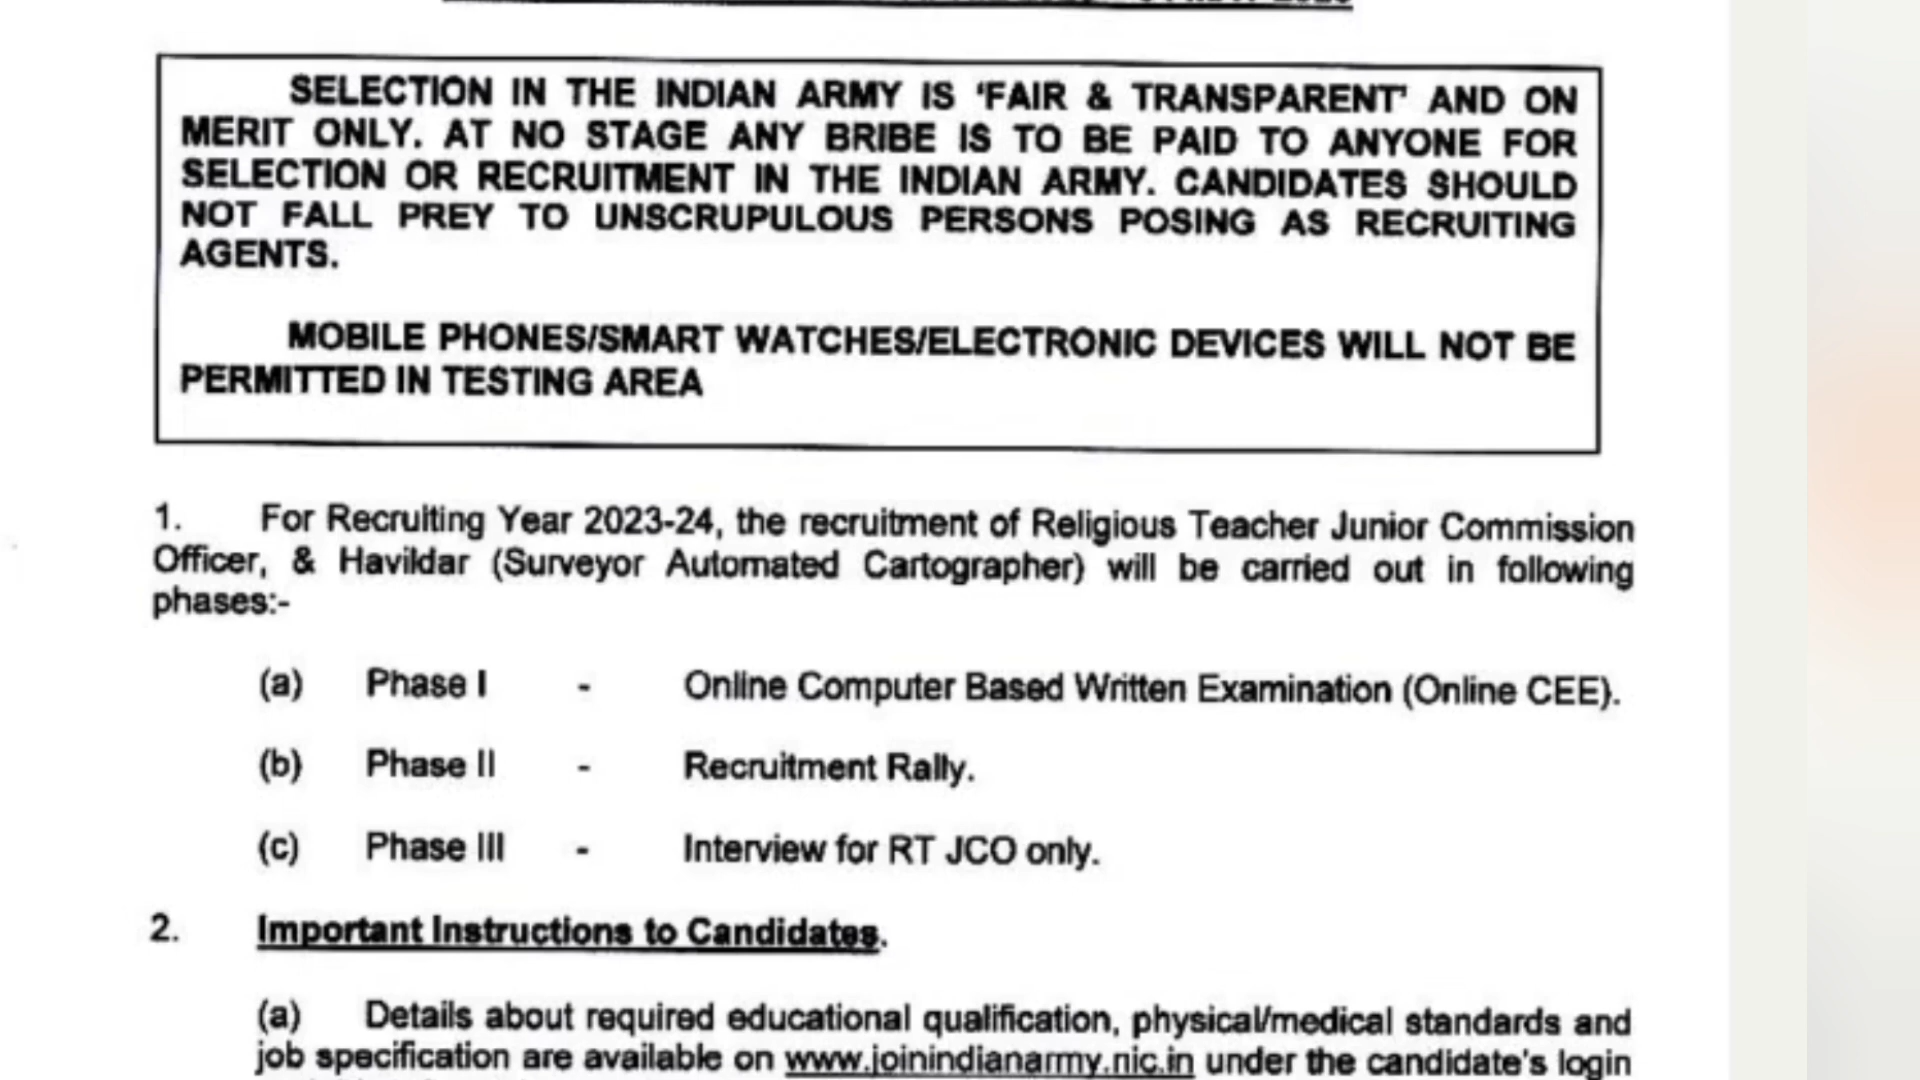 SELECTION IN THE INDIAN ARMY IS 'FAIR & TRANSPARENT' AND ON
MERIT ONLY. AT NO STAGE ANY BRIBE IS TO BE PAID TO ANYONE FOR
SELECTION OR RECRUITMENT IN THE INDIAN ARMY. CANDIDATES SHOULD
NOT FALL PREY TO UNSCRUPULOUS PERSONS POSING AS RECRUITING
AGENTS.
MOBILE PHONES/SMART WATCHES/ELECTRONIC DEVICES WILL NOT BE
PERMITTED IN TESTING AREA
1. For Recruiting Year 2023-24, the recruitment of Religious Teacher Junior Commission
Officer, & Havildar (Surveyor Automated Cartographer) will be carried out in following
phases:-
(a) Phase I - Online Computer Based Written Examination (Online CEE).
(b) Phase II - Recruitment Rally.
(c) Phase III - Interview for RT JCO only.
2. Important Instructions to Candidates.
(a) Details about required educational qualification, physical/medical standards and
job specification are available on www.joinindianarmy.nic.in under the candidate's login